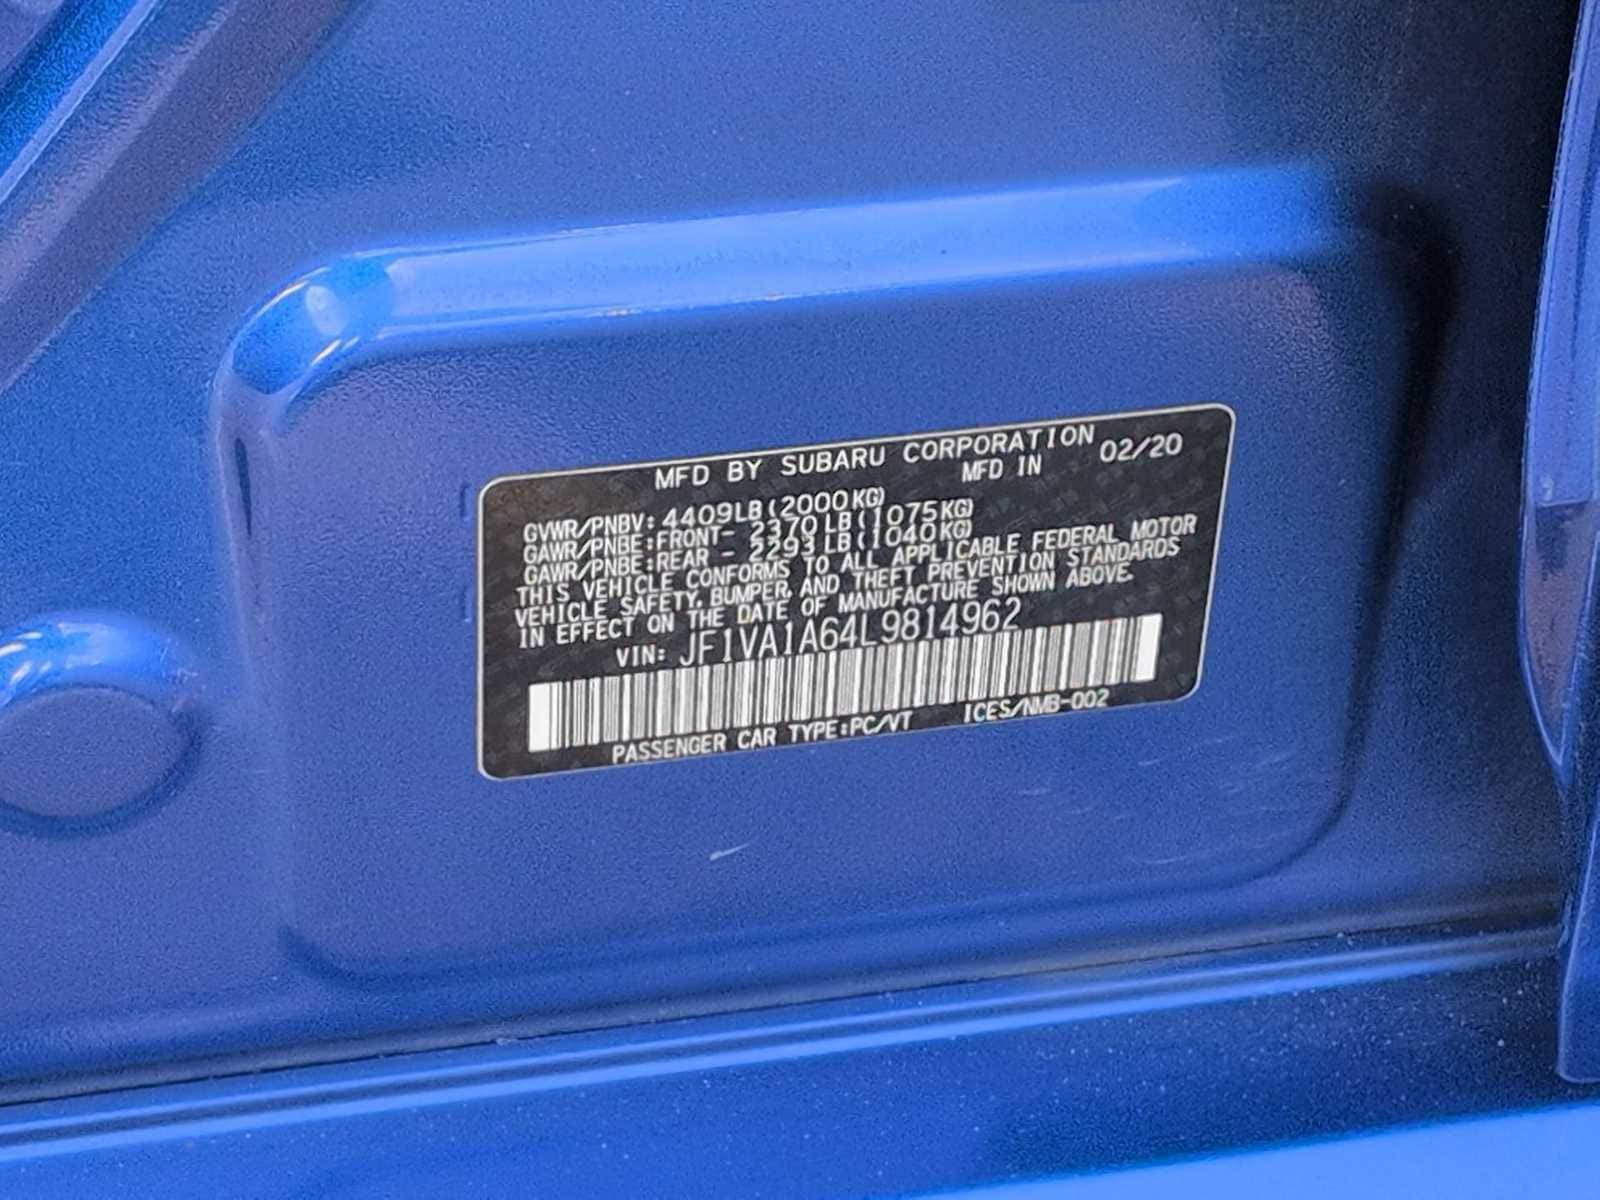 MFD BY SUBARU CORPORATION
MFD IN 02/20
GVWR/PNBV: 4409LB(2000KG)
GAWR/PNBE:FRONT- 2370LB(1075KG)
GAWR/PNBE:REAR - 2293LB(1040KG)
THIS VEHICLE CONFORMS TO ALL APPLICABLE FEDERAL MOTOR
VEHICLE SAFETY, BUMPER, AND THEFT PREVENTION STANDARDS
IN EFFECT ON THE DATE OF MANUFACTURE SHOWN ABOVE.
VIN: JF1VA1A64L9814962
PASSENGER CAR TYPE:PC/VT ICES/NMB-002